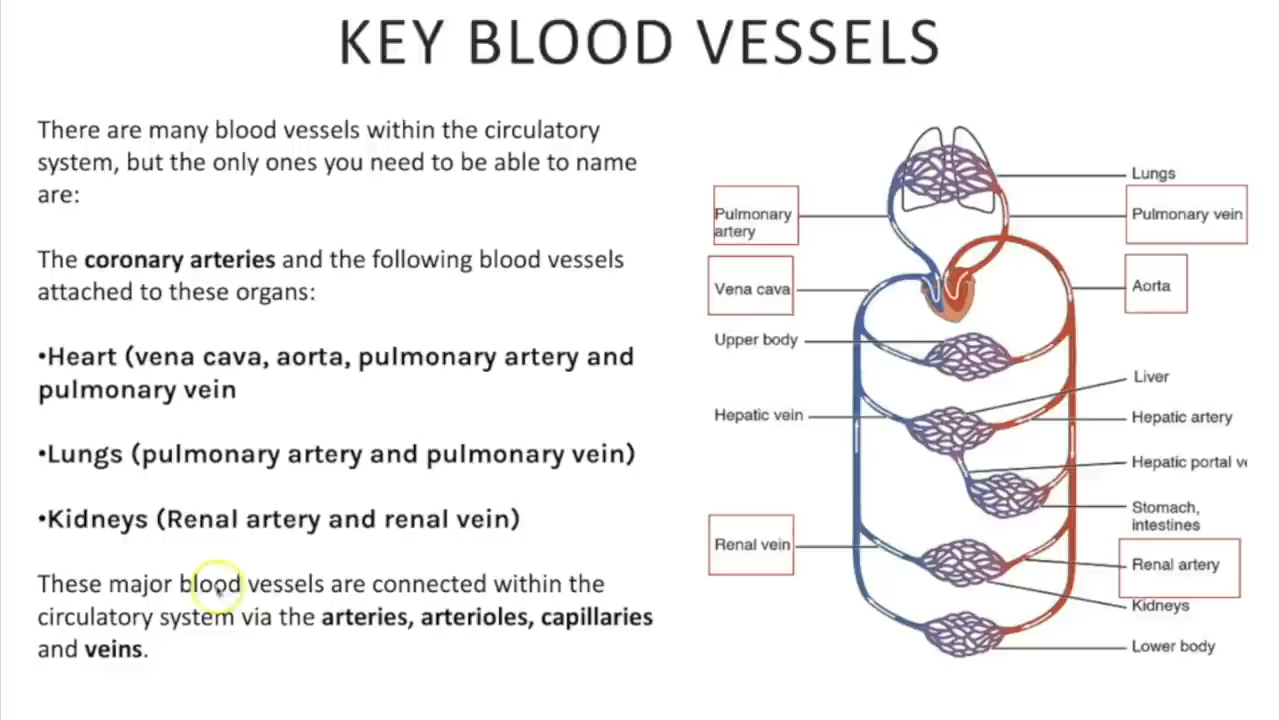 KEY BLOOD VESSELS
There are many blood vessels within the circulatory
system, but the only ones you need to be able to name
are:
The coronary arteries and the following blood vessels
attached to these organs:
•Heart (vena cava, aorta, pulmonary artery and
pulmonary vein
•Lungs (pulmonary artery and pulmonary vein)
•Kidneys (Renal artery and renal vein)
These major blood vessels are connected within the
circulatory system via the arteries, arterioles, capillaries
and veins.
Lungs
Pulmonary
artery
Pulmonary vein
Vena cava
Aorta
Upper body
Liver
Hepatic vein
Hepatic artery
Hepatic portal
Stomach,
intestines
Renal vein
Renal artery
Kidneys
Lower body